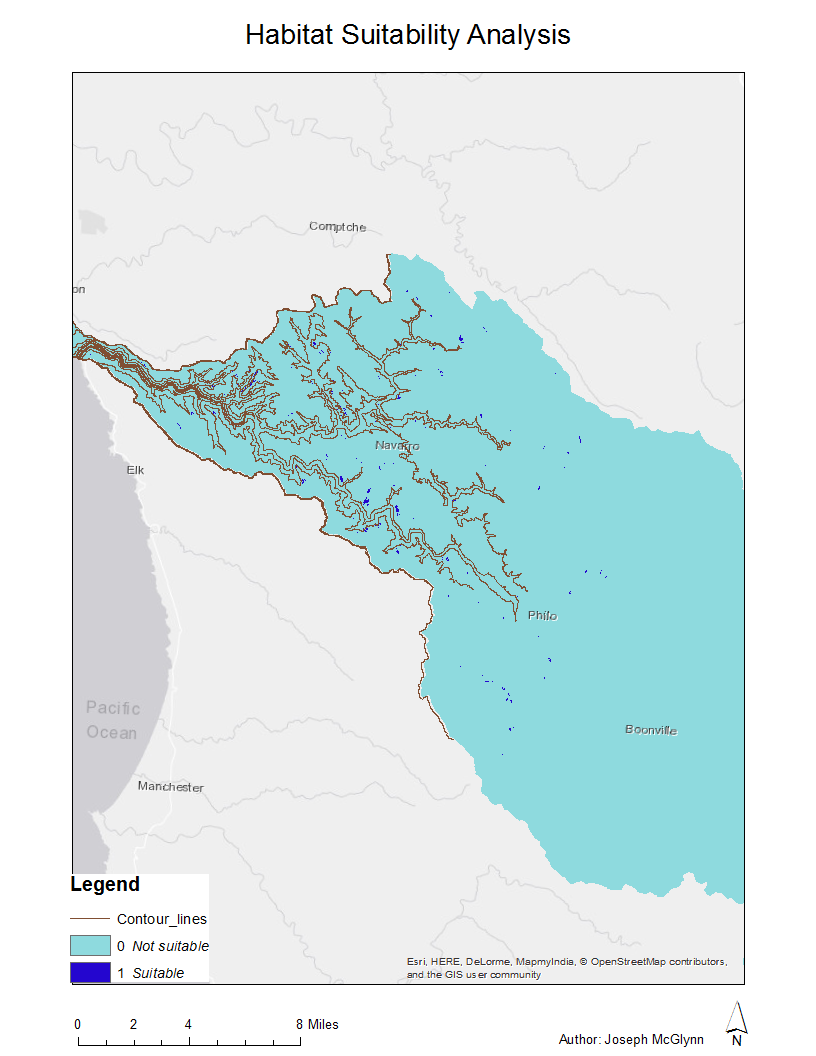 Habitat Suitability Analysis
Comptche
on
Navarro
Elk
Philo
Pacific
Ocean
Boonville
Manchester
Legend
Contour_lines
0 Not suitable
1 Suitable
Esri, HERE, DeLorme, MapmyIndia, © OpenStreetMap contributors,
and the GIS user community
0 2 4 8 Miles
Author: Joseph McGlynn
N